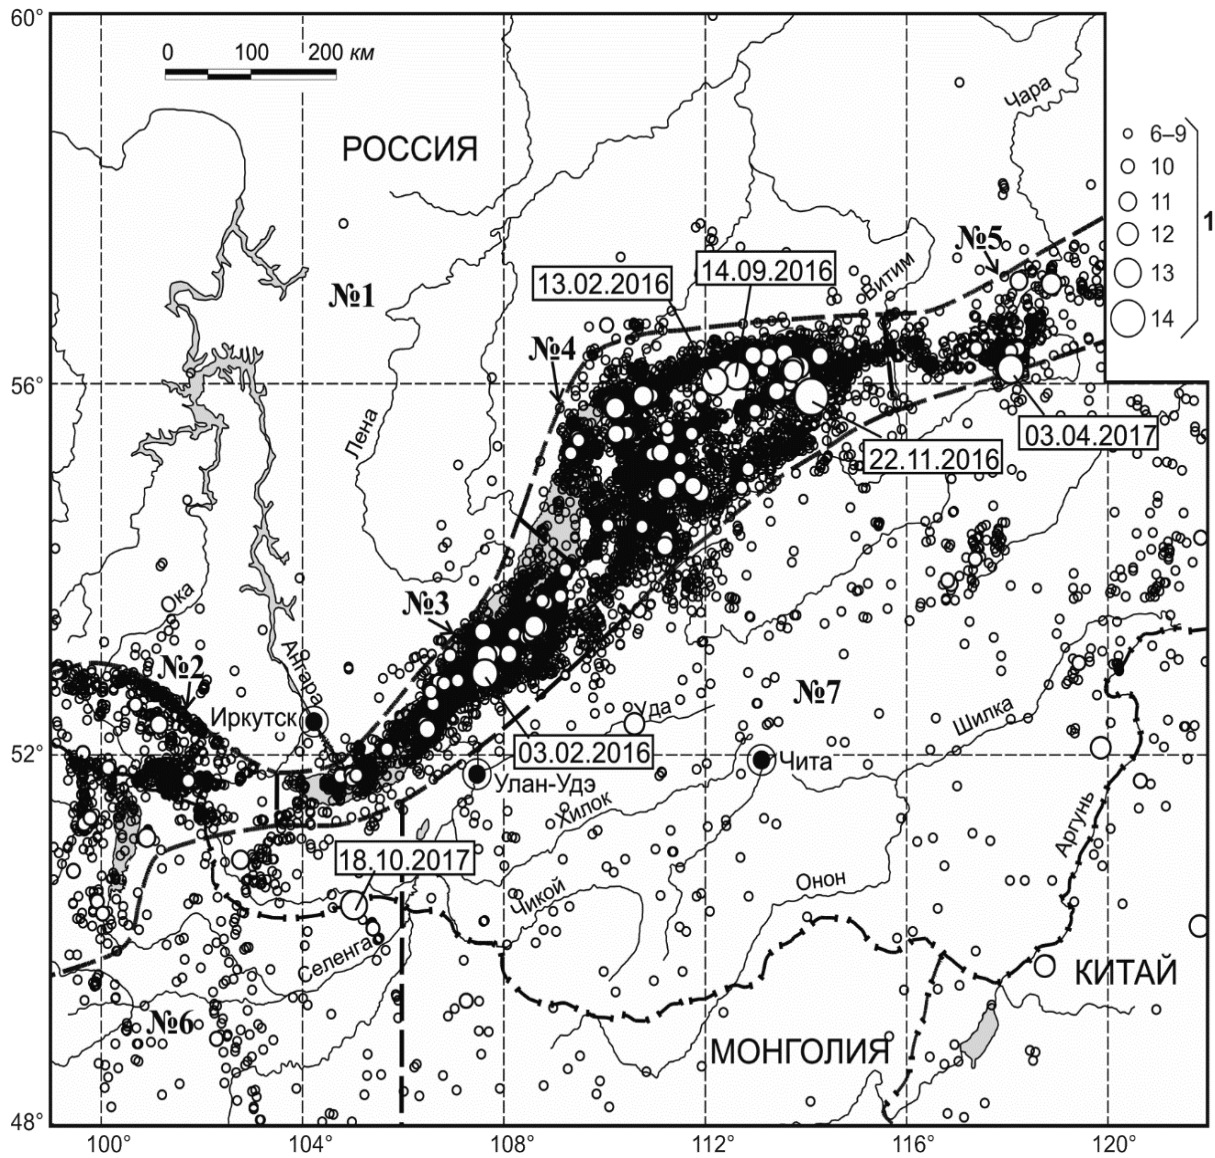 60°
0 100 200 км
Чара
РОССИЯ
6–9
10
11
12
13
14
1
№5
14.09.2016
13.02.2016
Витим
№1
№4
56°
Лена
03.04.2017
22.11.2016
Ока
№3
Ангара
№2
№7
Иркутск
Уда
Шилка
03.02.2016
52°
Чита
Улан-Удэ
Хилок
Аргунь
18.10.2017
Онон
Чикой
Селенга
КИТАЙ
№6
МОНГОЛИЯ
48°
100° 104° 108° 112° 116° 120°